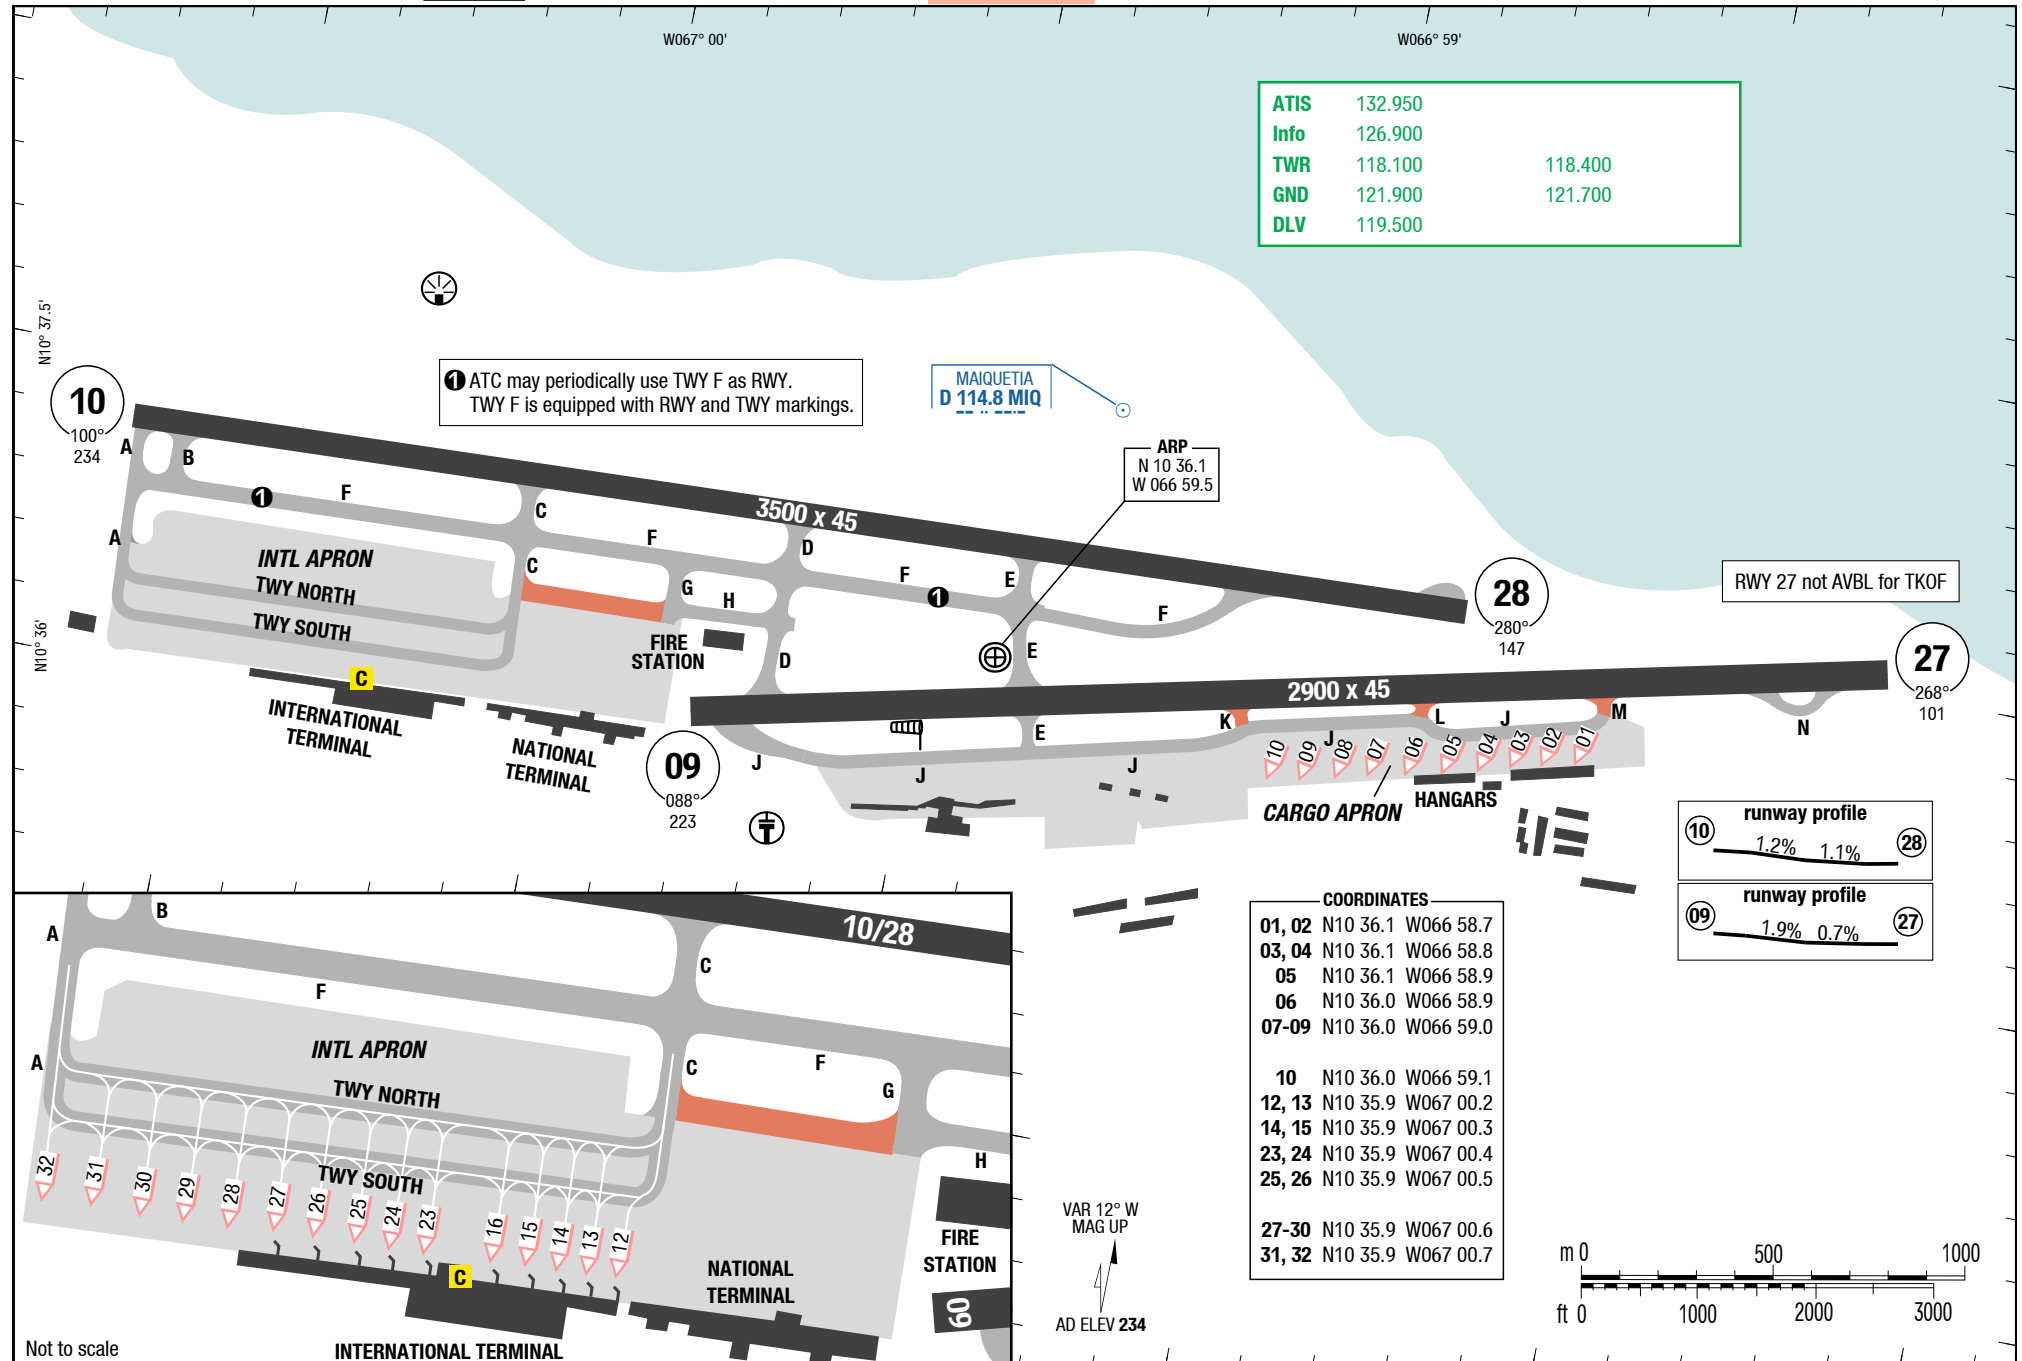 W067° 00'
W066° 59'
ATIS 132.950
Info 126.900
TWR 118.100 118.400
GND 121.900 121.700
DLV 119.500
N10° 37.5'
10
100°
234
1 ATC may periodically use TWY F as RWY.
TWY F is equipped with RWY and TWY markings.
MAIQUETIA
D 114.8 MIQ
ARP
N 10 36.1
W 066 59.5
A
B
1
F
C
3500 x 45
F
D
F
E
1
F
A
INTL APRON
TWY NORTH
TWY SOUTH
C
G
H
FIRE
STATION
D
E
28
280°
147
RWY 27 not AVBL for TKOF
27
268°
101
N10° 36'
C
INTERNATIONAL
TERMINAL
NATIONAL
TERMINAL
2900 x 45
09
088°
223
J
J
E
J
K
J
L
J
M
N
10
09
08
07
06
05
04
03
02
01
CARGO APRON
HANGARS
runway profile
10 1.2% 1.1% 28
runway profile
09 1.9% 0.7% 27
COORDINATES
01, 02 N10 36.1 W066 58.7
03, 04 N10 36.1 W066 58.8
05 N10 36.1 W066 58.9
06 N10 36.0 W066 58.9
07-09 N10 36.0 W066 59.0
10 N10 36.0 W066 59.1
12, 13 N10 35.9 W067 00.2
14, 15 N10 35.9 W067 00.3
23, 24 N10 35.9 W067 00.4
25, 26 N10 35.9 W067 00.5
27-30 N10 35.9 W067 00.6
31, 32 N10 35.9 W067 00.7
A
B
10/28
C
F
INTL APRON
A
TWY NORTH
C
F
G
H
TWY SOUTH
32
31
30
29
28
27
26
25
24
23
16
15
14
13
12
C
NATIONAL
TERMINAL
FIRE
STATION
09
Not to scale
INTERNATIONAL TERMINAL
VAR 12° W
MAG UP
AD ELEV 234
m 0 500 1000
ft 0 1000 2000 3000